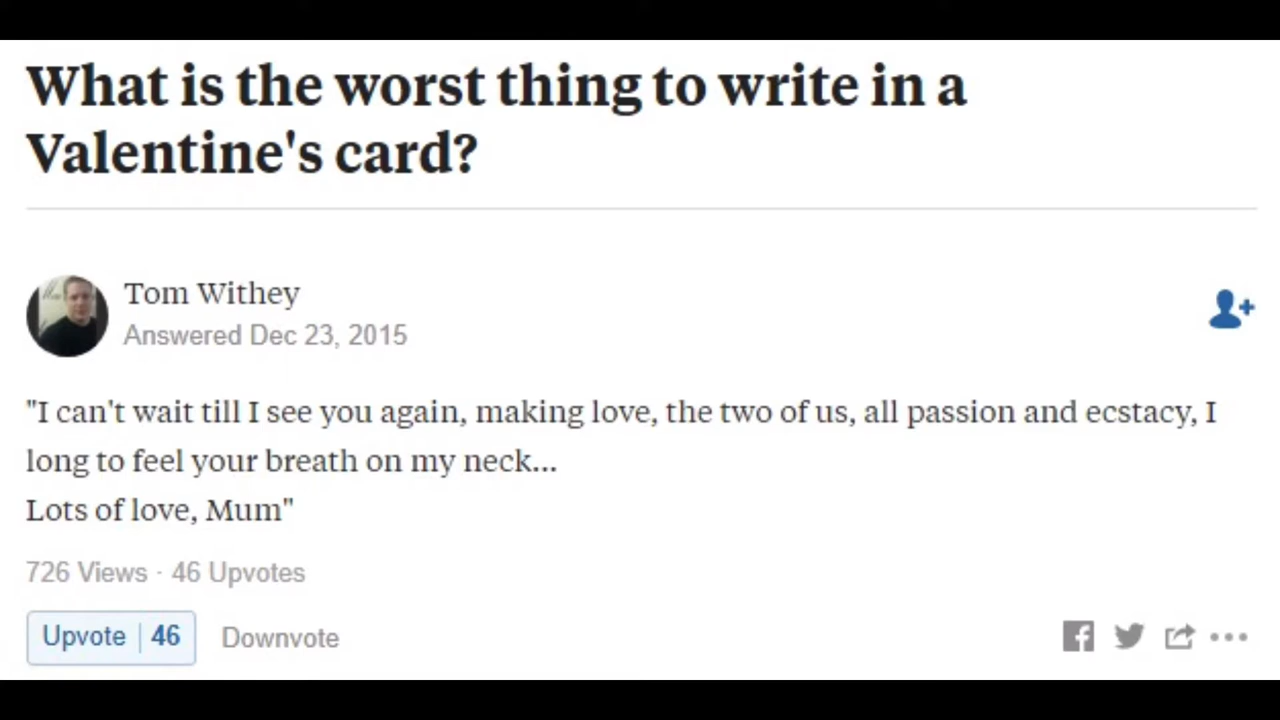 What is the worst thing to write in a
Valentine's card?
Tom Withey
Answered Dec 23, 2015
"I can't wait till I see you again, making love, the two of us, all passion and ecstacy, I
long to feel your breath on my neck...
Lots of love, Mum"
726 Views · 46 Upvotes
Upvote | 46 Downvote